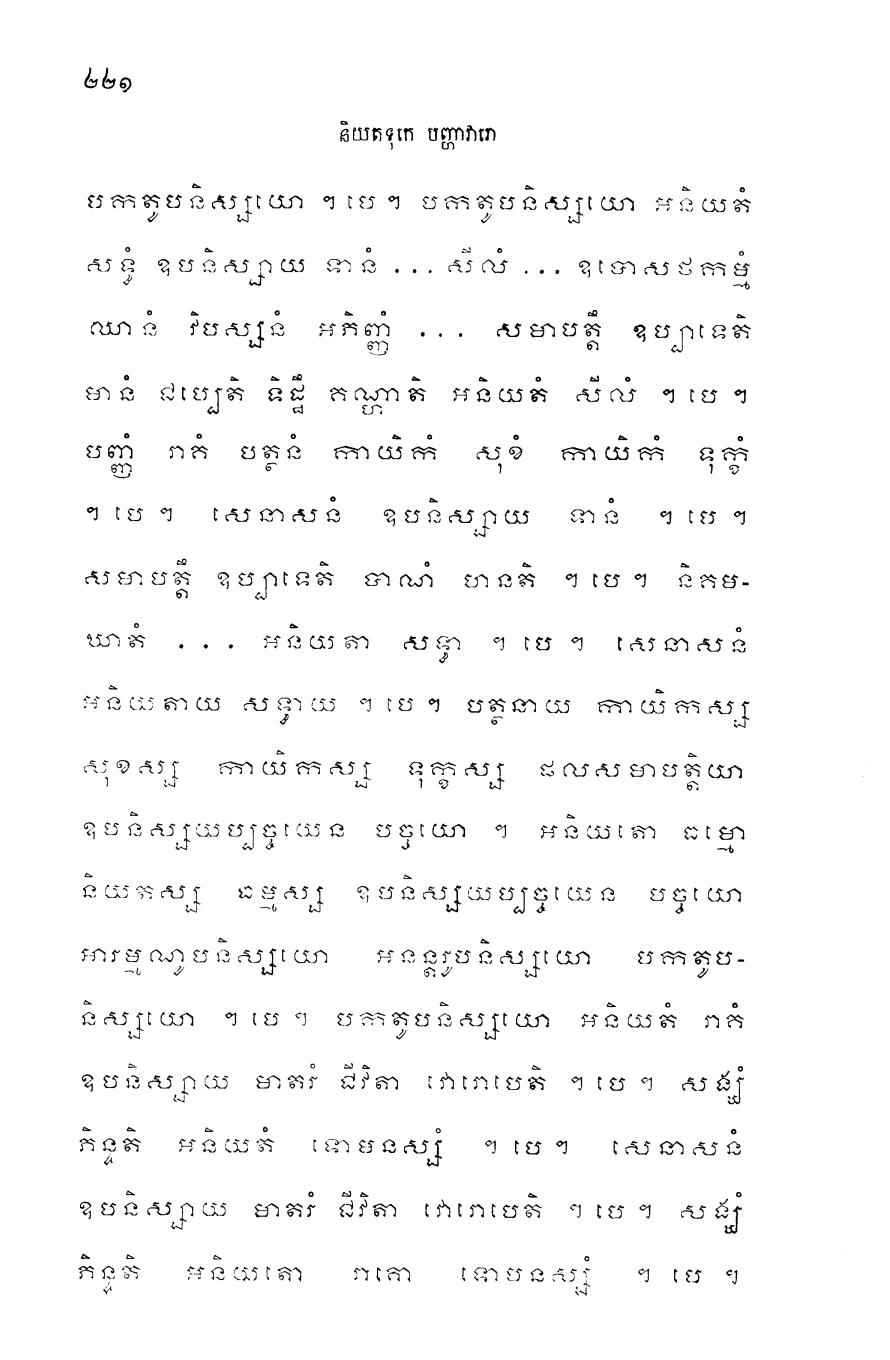 ២២១
និយតទុកេ បញ្ហាវារោ
បកតូបនិស្សយោ ។ បេ ។ បកតូបនិស្សយោ អនិយតំ
សទ្ធំ ឧបនិស្សាយ ទានំ ... សីលំ ... ឧបោសថកម្មំ
ឈានំ វិបស្សនំ អភិញ្ញំ ... សមាបត្តឹ ឧប្បាទេតិ
មានំ ជប្បេតិ ទិដ្ឋឹ គណ្ហាតិ អនិយតំ សីលំ ។ បេ ។
បញ្ញំ រាគំ បត្ថនំ កាយិកំ សុខំ កាយិកំ ទុក្ខំ
។ បេ ។ សេនាសនំ ឧបនិស្សាយ ទានំ ។ បេ ។
សមាបត្តឹ ឧប្បាទេតិ បាណំ ហនតិ ។ បេ ។ និគម-
ឃាតំ ... អនិយតា សទ្ធា ។ បេ ។ សេនាសនំ
អនិយតាយ សទ្ធាយ ។ បេ ។ បត្ថនាយ កាយិកស្ស
សុខស្ស កាយិកស្ស ទុក្ខស្ស ផលសមាបត្តិយា
ឧបនិស្សយប្បច្ចយេន បច្ចយោ ។ អនិយតោ ធម្មោ
និយតស្ស ធម្មស្ស ឧបនិស្សយប្បច្ចយេន បច្ចយោ
អារម្មណូបនិស្សយោ អនន្តរូបនិស្សយោ បកតូប-
និស្សយោ ។ បេ ។ បកតូបនិស្សយោ អនិយតំ រាគំ
ឧបនិស្សាយ មាតរំ ជីវិតា វោរោបេតិ ។ បេ ។ សង្ឃំ
ភិន្ទតិ អនិយតំ ទោមនស្សំ ។ បេ ។ សេនាសនំ
ឧបនិស្សាយ មាតរំ ជីវិតា វោរោបេតិ ។ បេ ។ សង្ឃំ
ភិន្ទតិ អនិយតោ រាគោ ទោមនស្សំ ។ បេ ។